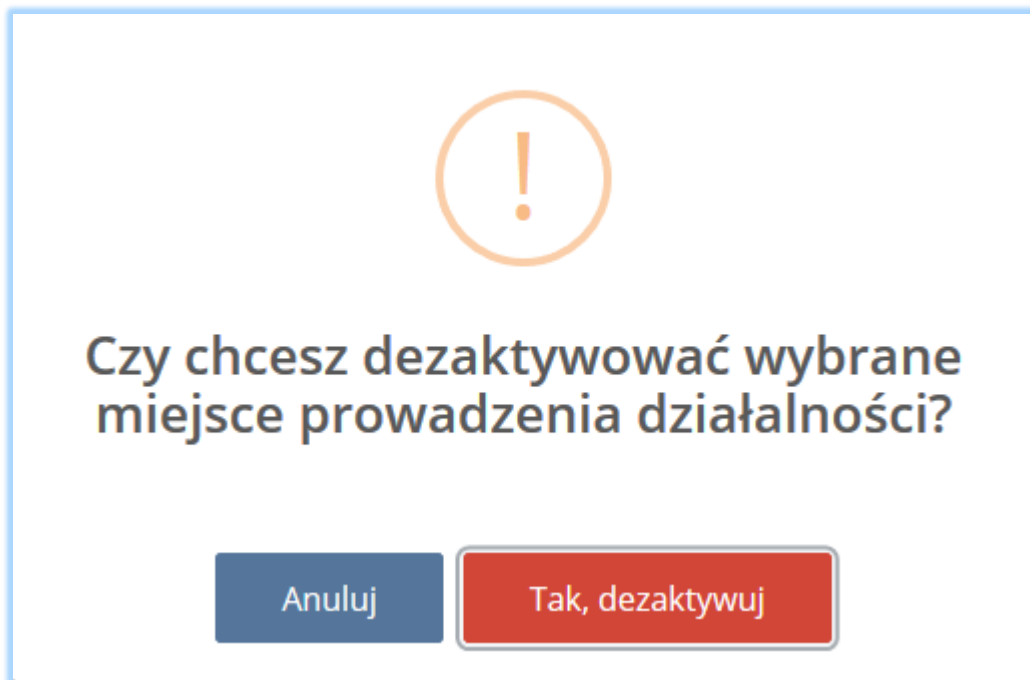 !
Czy chcesz dezaktywować wybrane
miejsce prowadzenia działalności?
Anuluj
Tak, dezaktywuj